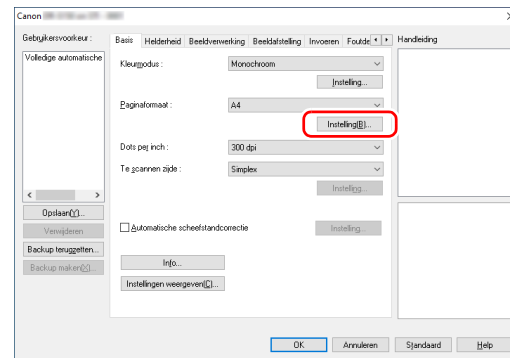 Canon
Gebruikersvoorkeur :
Volledige automatische
Opslaan(Y)...
Verwijderen
Backup terugzetten...
Backup maken(X)...
Basis Helderheid Beeldverwerking Beeldafstelling Invoeren Foutde
Kleurmodus : Monochroom
Instelling...
Paginaformaat : A4
Instelling(B)...
Dots per inch : 300 dpi
Te scannen zijde : Simplex
Instelling...
Automatische scheefstandcorrectie Instelling...
Info...
Instellingen weergeven(C)...
Handleiding
OK Annuleren Standaard Help